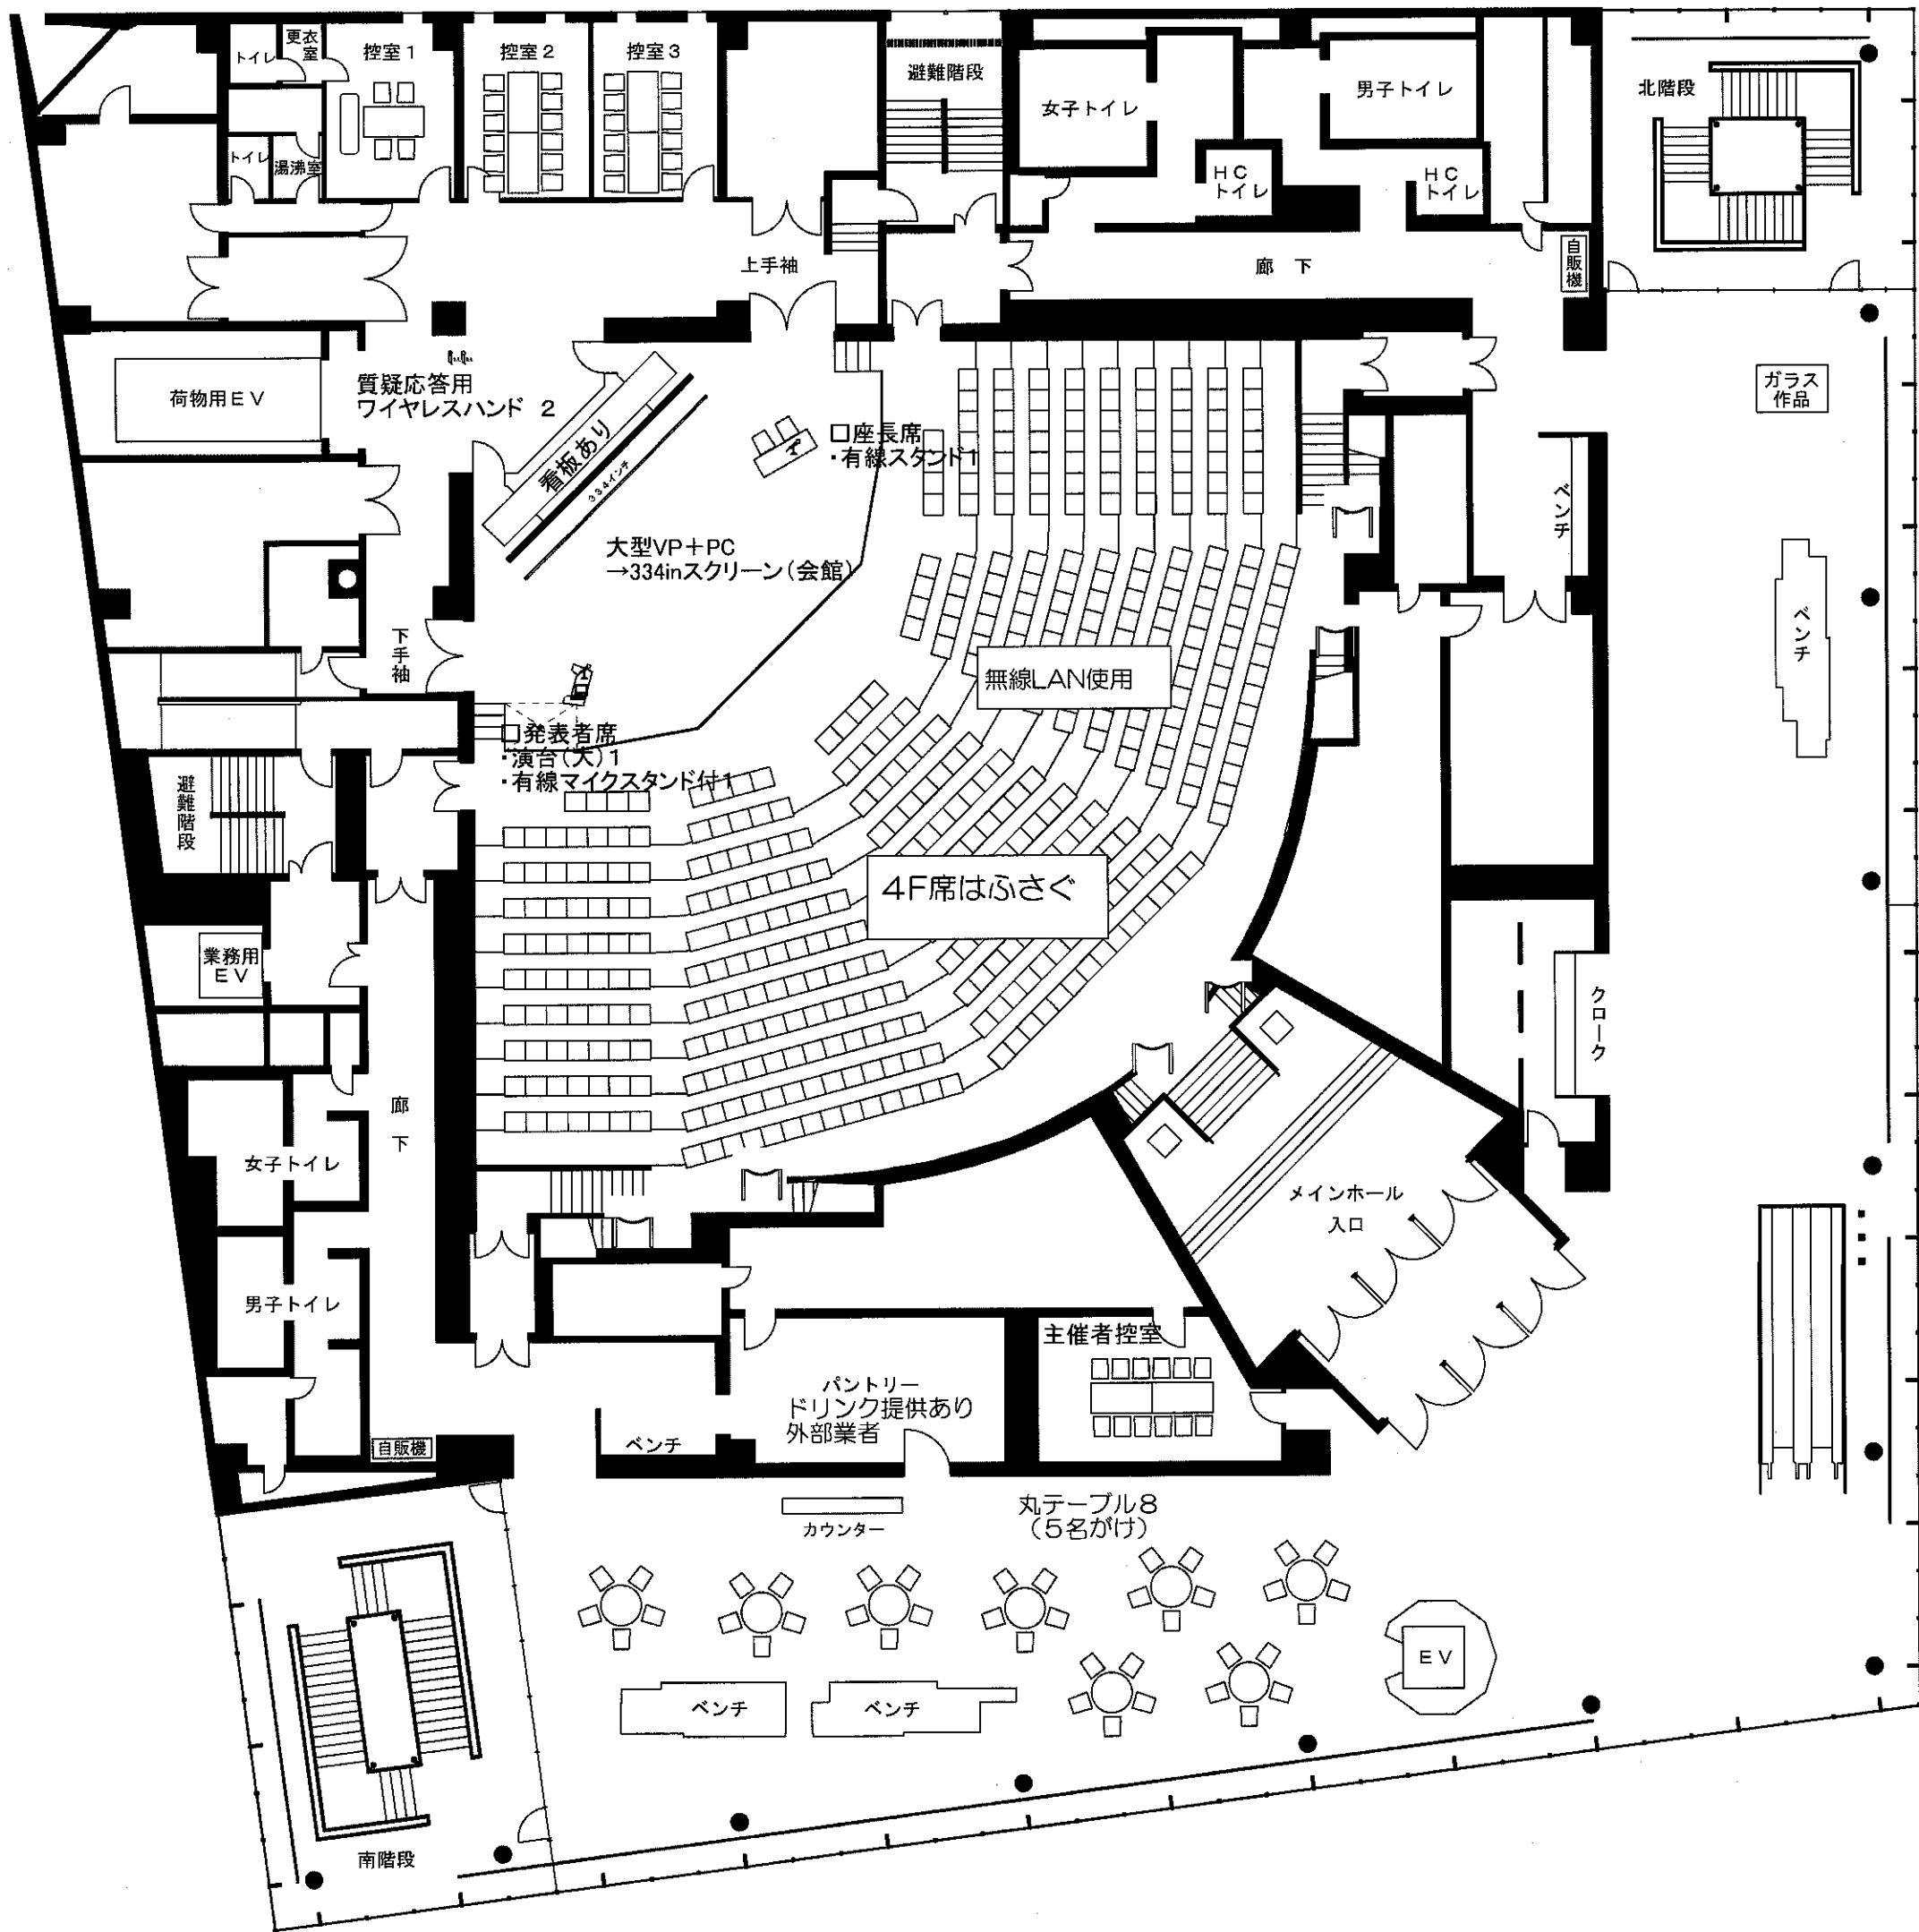 トイレ
更衣
室
控室1
控室2
控室3
避難階段
女子トイレ
男子トイレ
北階段
トイレ
湯沸室
HC
トイレ
HC
トイレ
上手袖
廊下
自販機
荷物用EV
質疑応答用
ワイヤレスハンド 2
看板あり
334インチ
口座長席
・有線スタンド1
ガラス
作品
ベンチ
大型VP+PC
→334inスクリーン(会館)
下手袖
無線LAN使用
ベンチ
口発表者席
・演台(大)1
・有線マイクスタンド付1
避難階段
4F席はふさぐ
業務用
EV
クローク
廊下
女子トイレ
メインホール
入口
男子トイレ
主催者控室
パントリー
ドリンク提供あり
外部業者
自販機
ベンチ
カウンター
丸テーブル8
(5名がけ)
EV
ベンチ
ベンチ
南階段